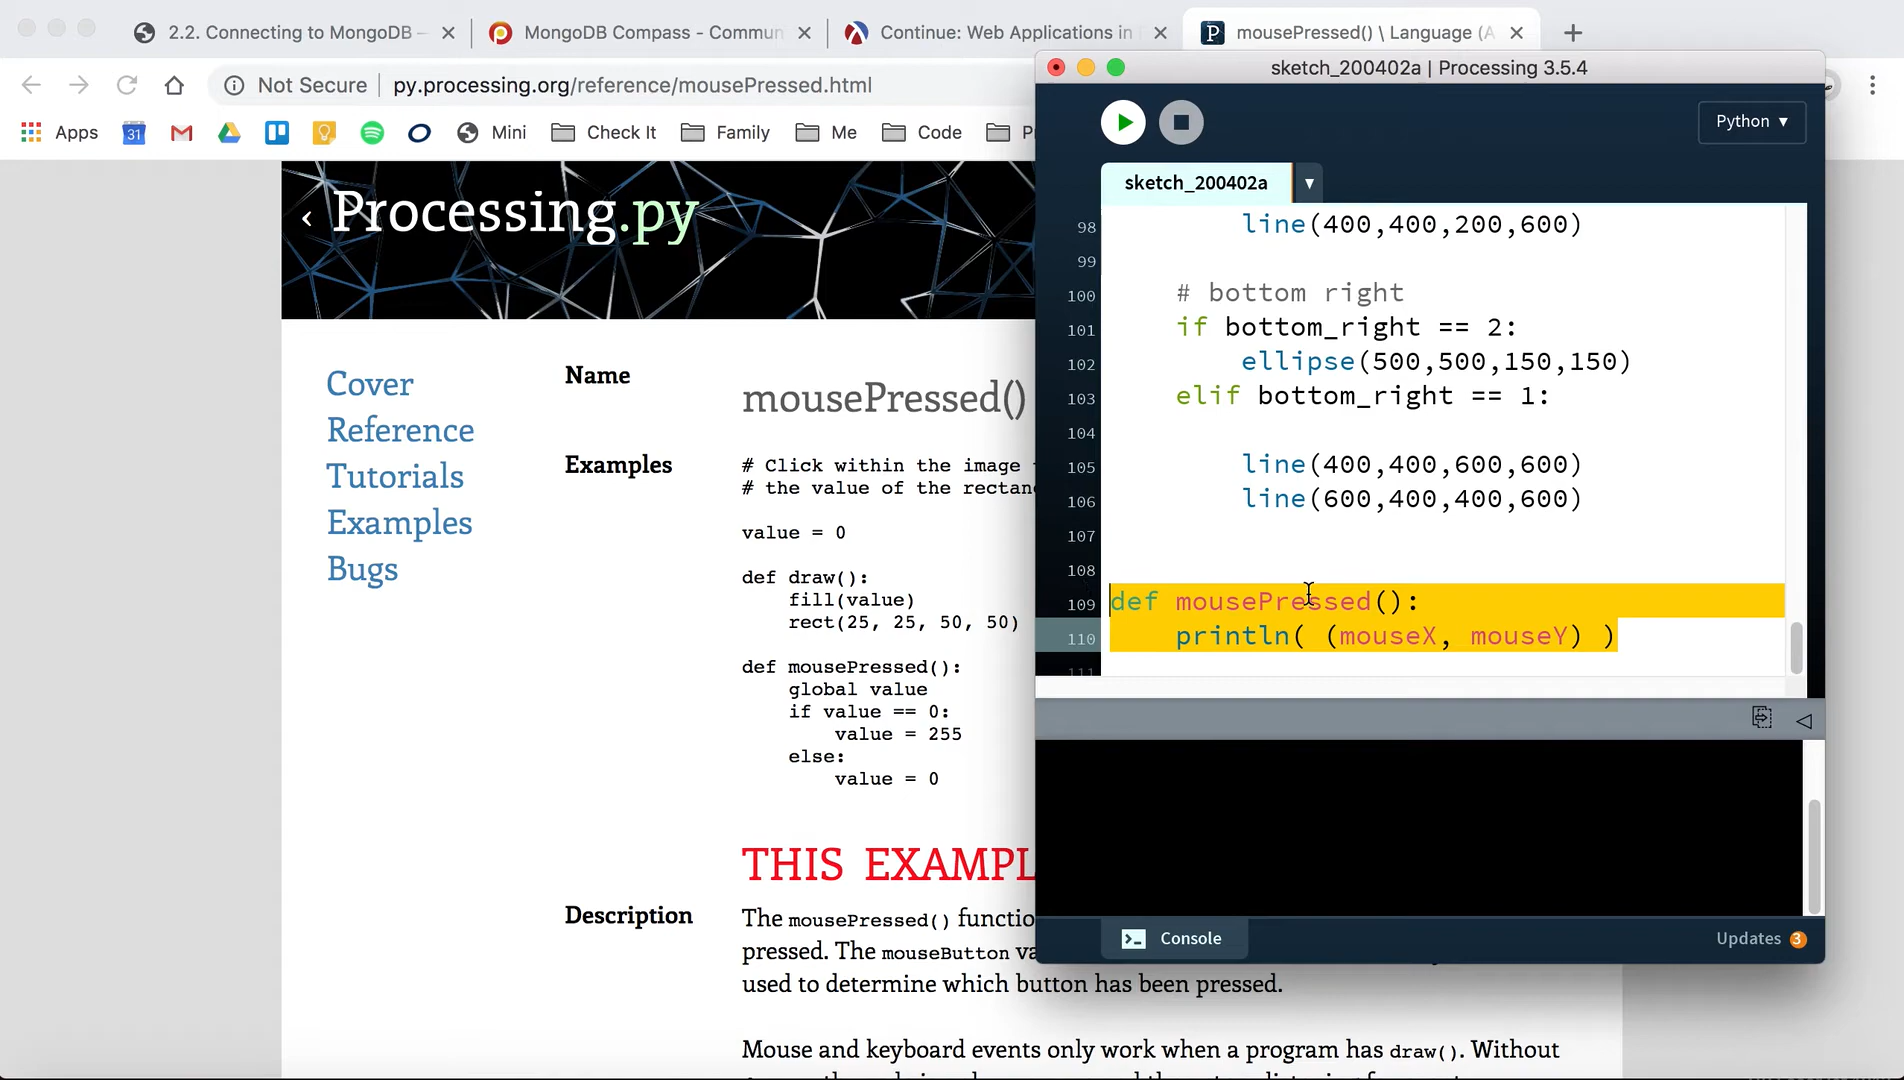 2.2. Connecting to MongoDB
MongoDB Compass - Commun
Continue: Web Applications in
mousePressed() \ Language (A
Not Secure
py.processing.org/reference/mousePressed.html
Apps
31
Mini
Check It
Family
Me
Code
‹ Processing.py
Cover
Reference
Tutorials
Examples
Bugs
Name
mousePressed()
Examples
# Click within the image
# the value of the
value = 0
def draw():
fill(value)
rect(25, 25, 50, 50)
def mousePressed():
global value
if value == 0:
value = 255
else:
value = 0
THIS
Description
The mousePressed()
pressed. The mouseButton
used to determine which button has been pressed.
Mouse and keyboard events only work when a program has draw(). Without
sketch_200402a | Processing 3.5.4
Python ▾
sketch_200402a
98 line(400,400,200,600)
99
100 # bottom right
101 if bottom_right == 2:
102 ellipse(500,500,150,150)
103 elif bottom_right == 1:
104
105 line(400,400,600,600)
106 line(600,400,400,600)
107
108
109 def mousePressed():
110 println( (mouseX, mouseY) )
111
Console
Updates 3